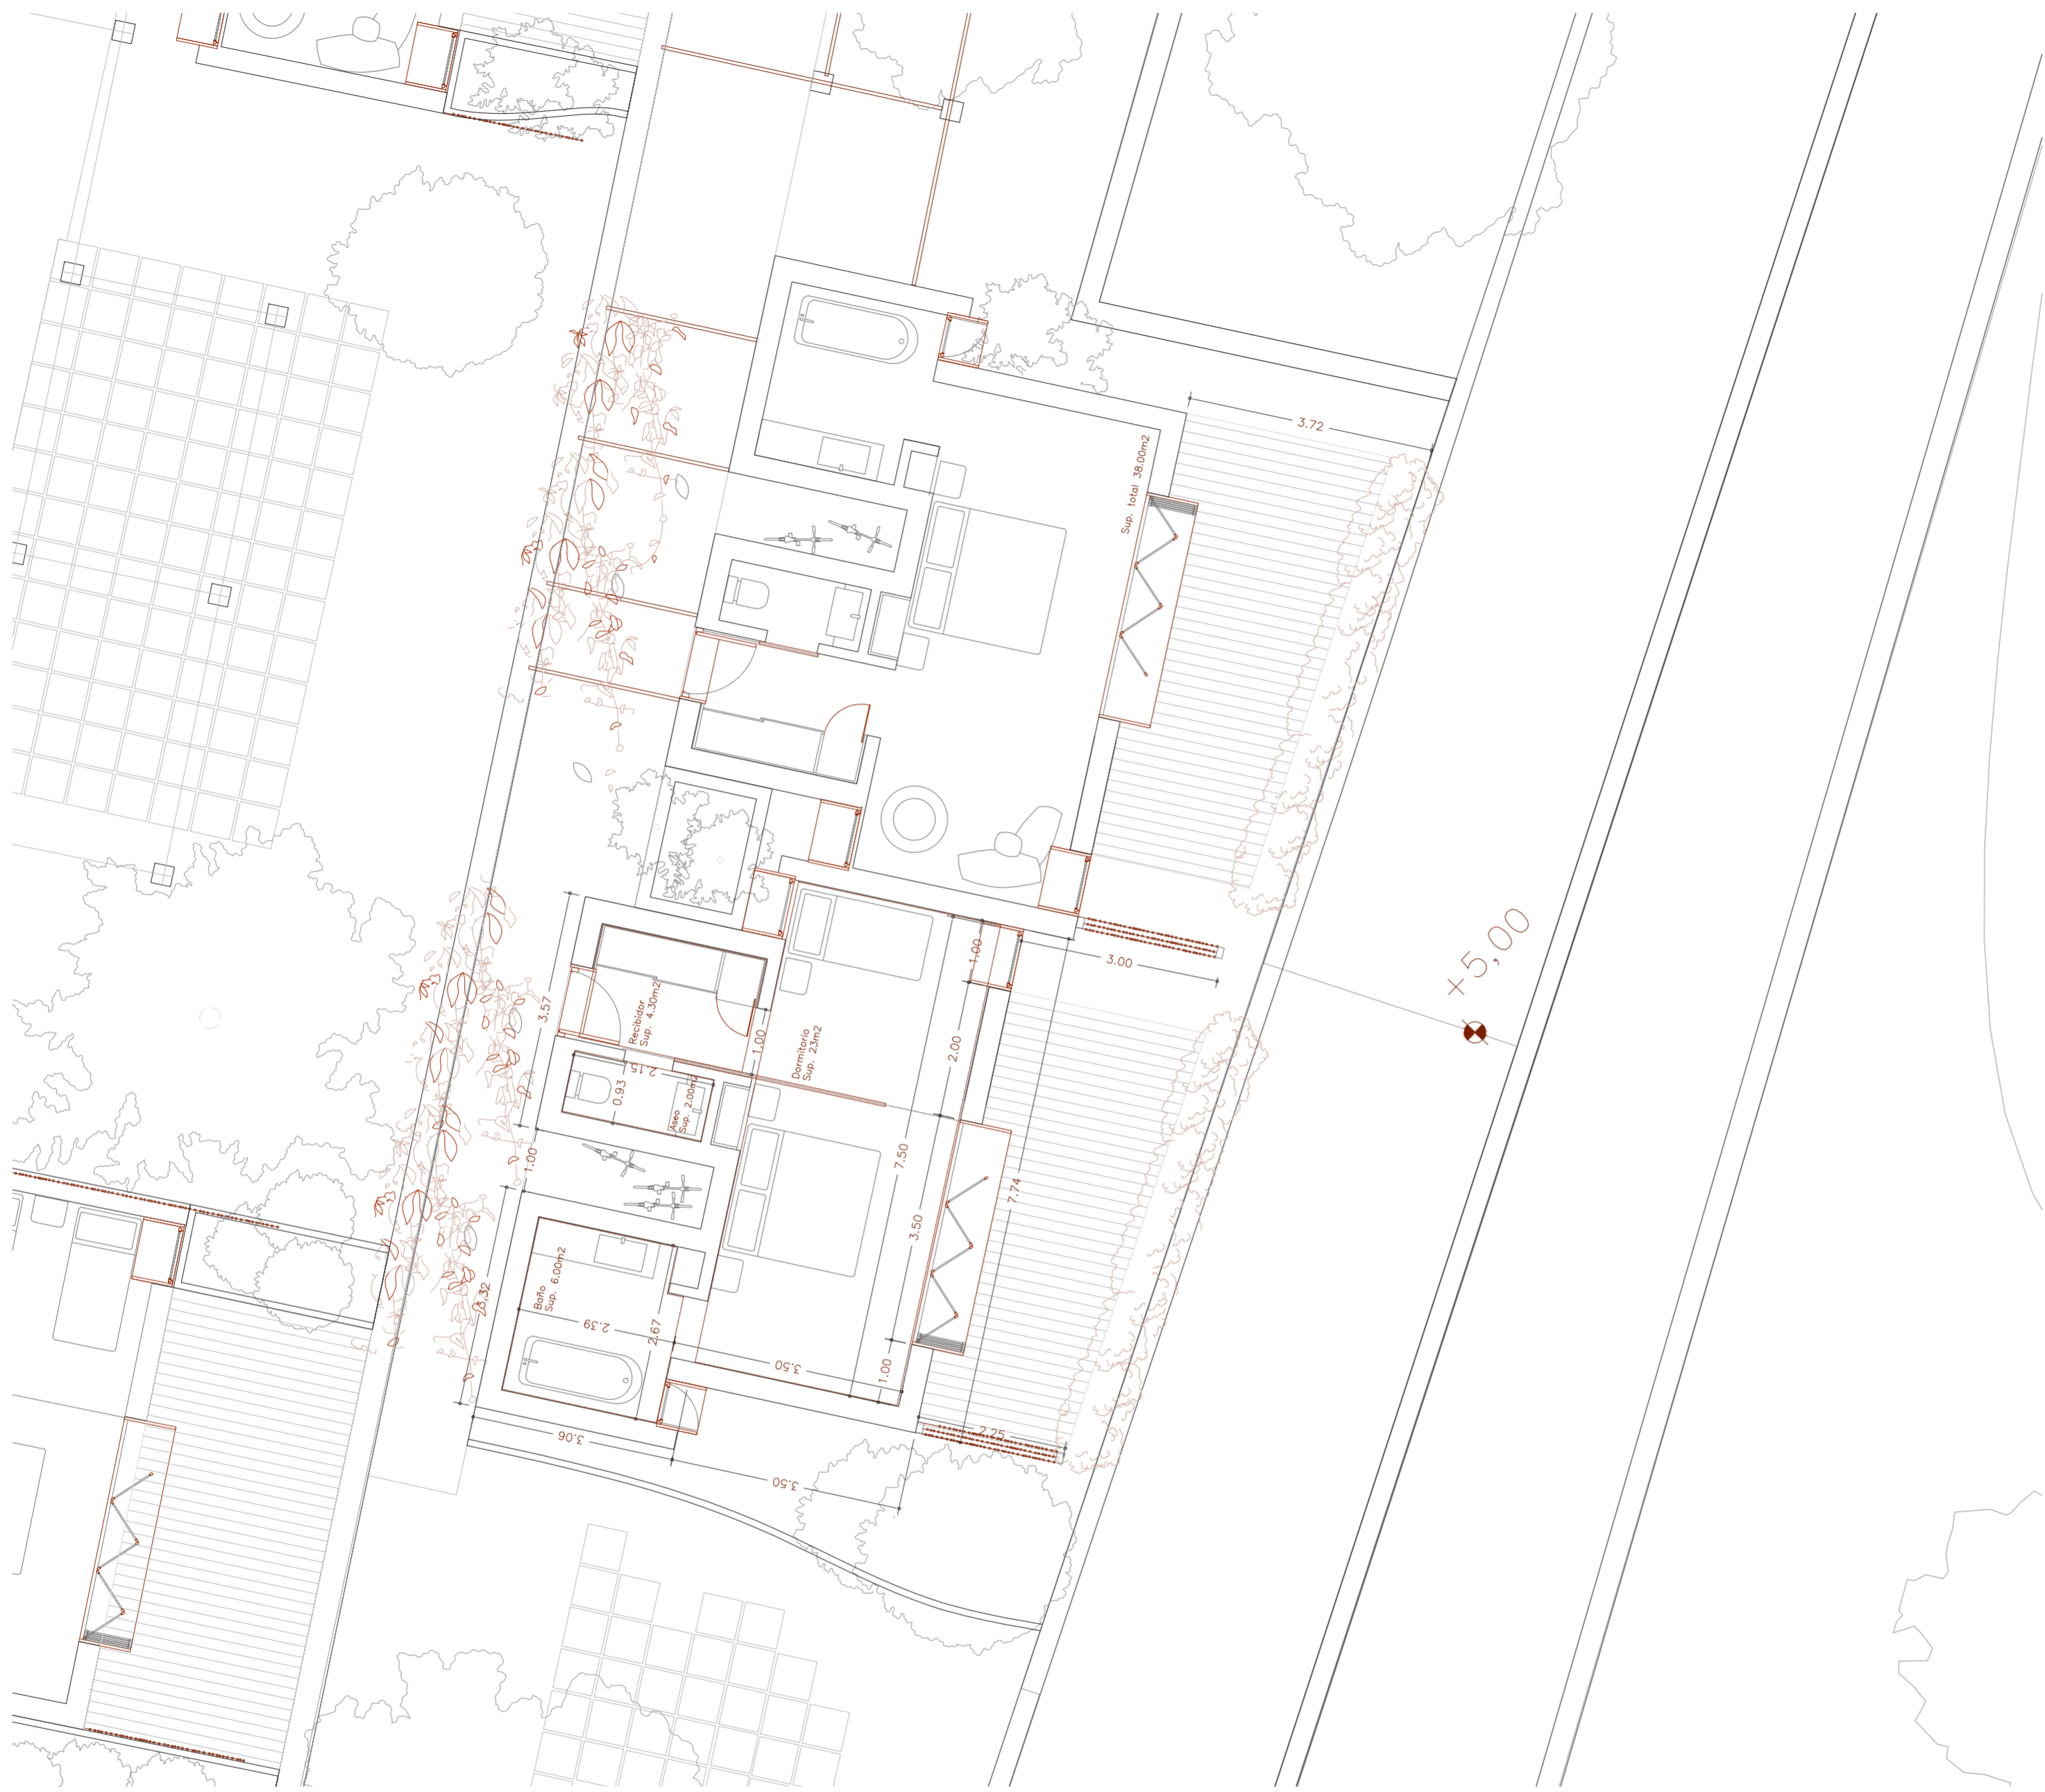 3.72
Sup. total 38.00m2
+5,00
1.00
3.00
3.57
Recibidor
Sup. 4.30m2
1.00
Dormitorio
Sup. 23m2
2.00
2.15
0.93
Aseo
Sup. 2.00m2
1.00
7.50
7.74
3.50
3.32
Baño
Sup. 6.00m2
2.39
2.67
3.50
1.00
3.06
2.25
3.50